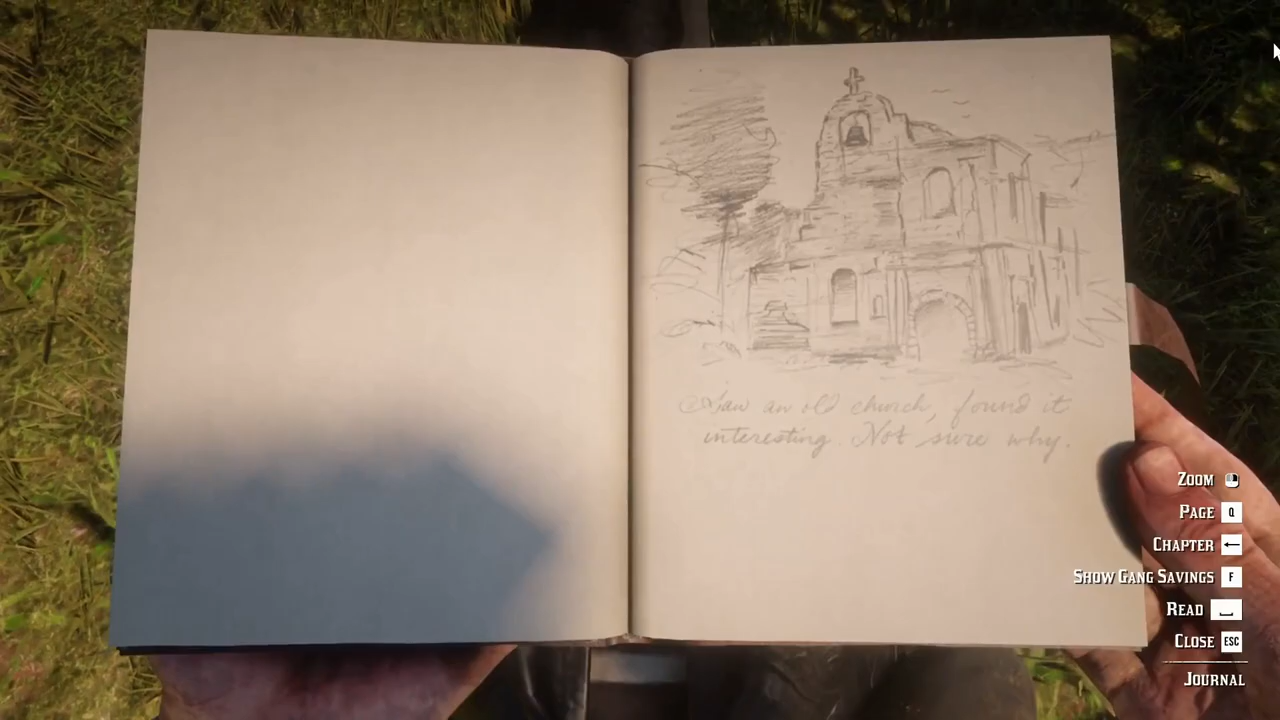 Saw an old church, found it
interesting. Not sure why.
ZOOM
PAGE Q
CHAPTER ←
SHOW GANG SAVINGS F
READ
CLOSE ESC
JOURNAL